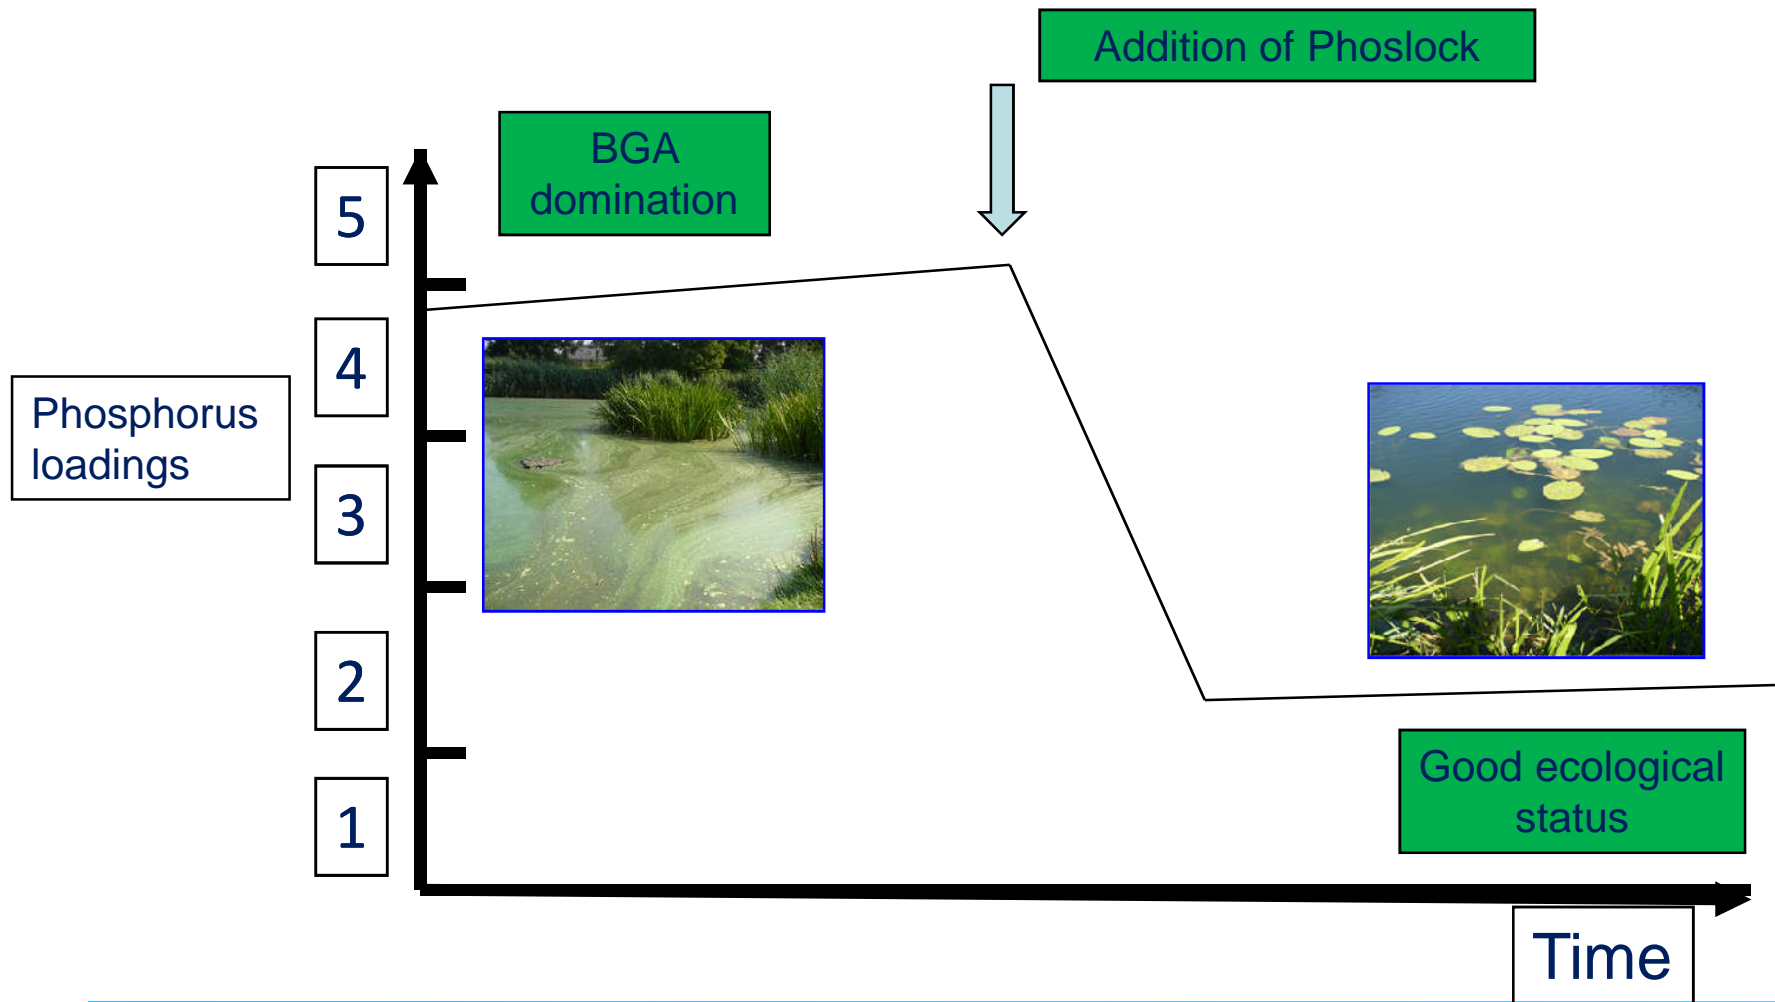 Addition of Phoslock
BGA
domination
5
4
Phosphorus
loadings
3
2
Good ecological
status
1
Time